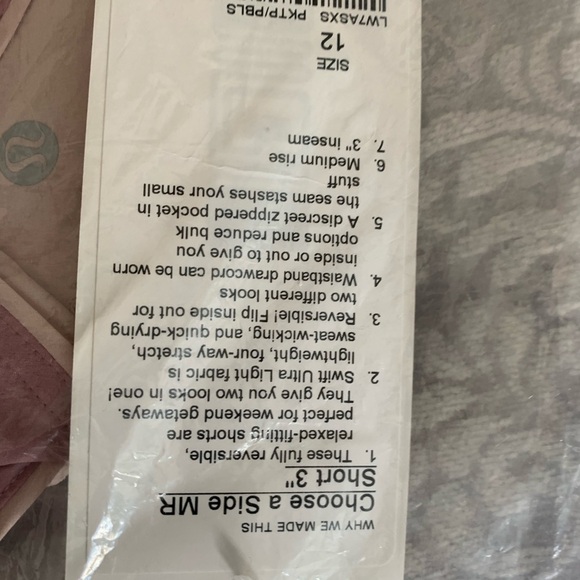 WHY WE MADE THIS
Choose a Side MR
Short 3"
1. These fully reversible,
relaxed-fitting shorts are
perfect for weekend getaways.
They give you two looks in one!
2. Swift Ultra Light fabric is
lightweight, four-way stretch,
sweat-wicking, and quick-drying
3. Reversible! Flip inside out for
two different looks
4. Waistband drawcord can be worn
inside or out to give you
options and reduce bulk
5. A discreet zippered pocket in
the seam stashes your small
stuff
6. Medium rise
7. 3" inseam
SIZE
12
LW7ASXS PKTP/PBLS